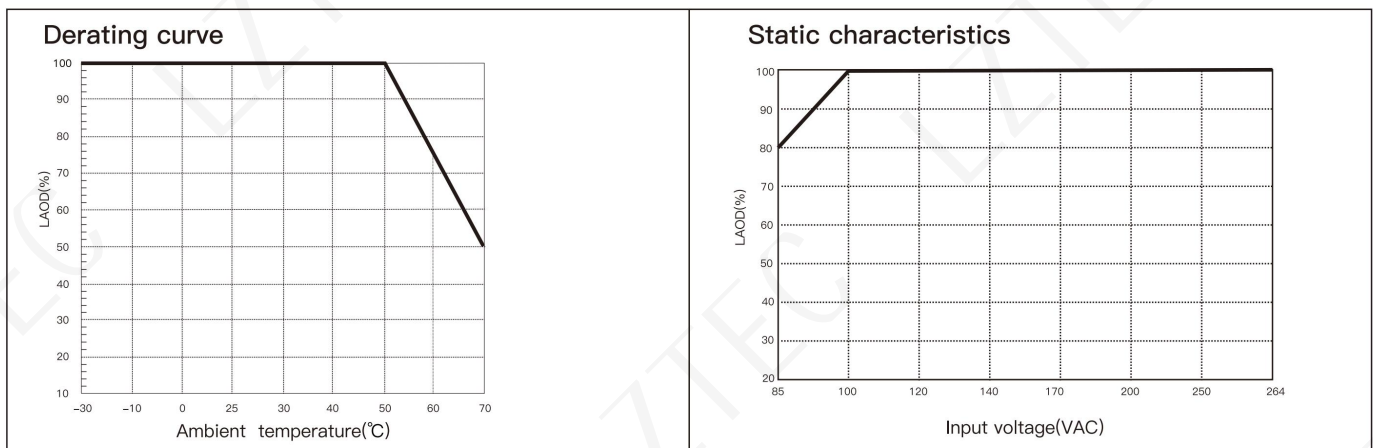 Derating curve
100
90
80
70
60
50
40
30
20
10
LAOD(%)
-30 -10 0 25 30 40 50 60 70
Ambient temperature(℃)
Static characteristics
100
90
80
70
60
50
40
30
20
LAOD(%)
85 100 120 140 170 200 250 264
Input voltage(VAC)